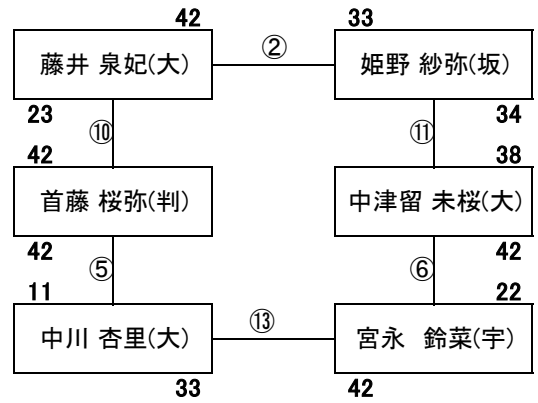 42 33
藤井 泉妃(大) ② 姫野 紗弥(坂)
23 34
⑩ ⑪
42 38
首藤 桜弥(判) 中津留 未桜(大)
42 42
⑤ ⑥
11 22
中川 杏里(大) ⑬ 宮永 鈴菜(宇)
33 42